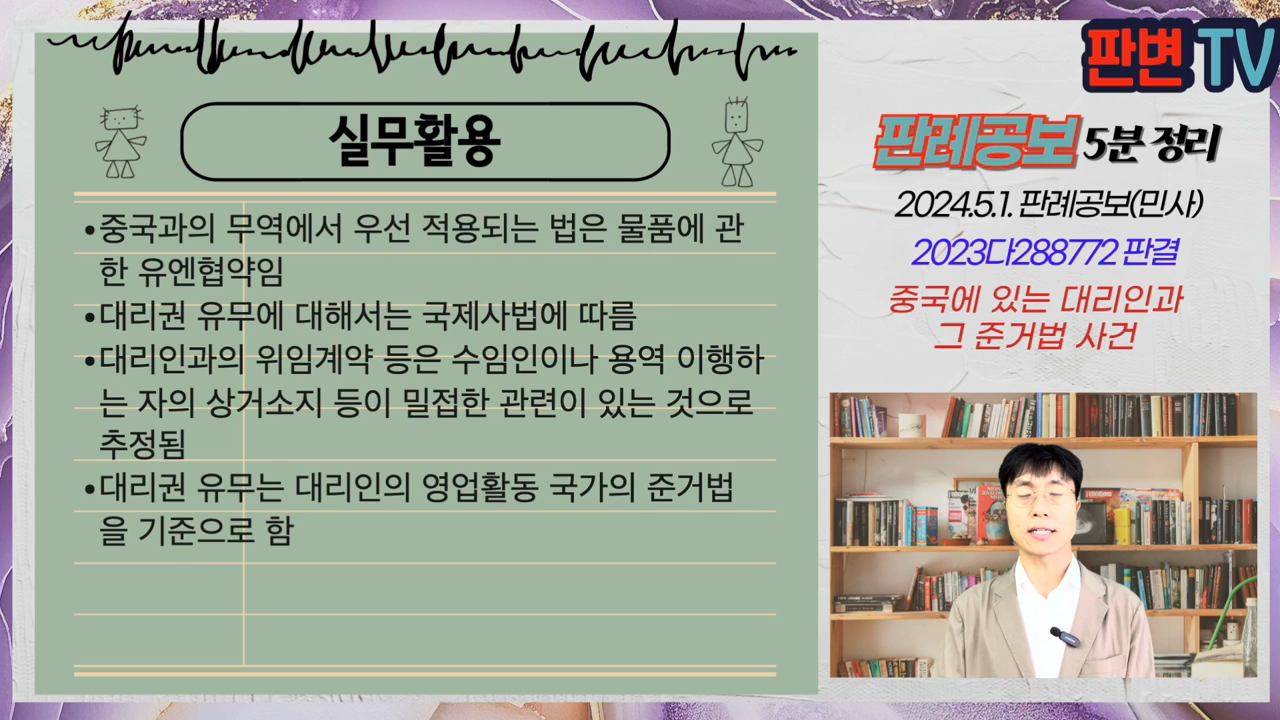 실무활용
•중국과의 무역에서 우선 적용되는 법은 물품에 관
한 유엔협약임
•대리권 유무에 대해서는 국제사법에 따름
•대리인과의 위임계약 등은 수임인이나 용역 이행하
는 자의 상거소지 등이 밀접한 관련이 있는 것으로
추정됨
•대리권 유무는 대리인의 영업활동 국가의 준거법
을 기준으로 함
판변 TV
판례공보 5분 정리
2024.5.1. 판례공보(민사)
2023다288772 판결
중국에 있는 대리인과
그 준거법 사건